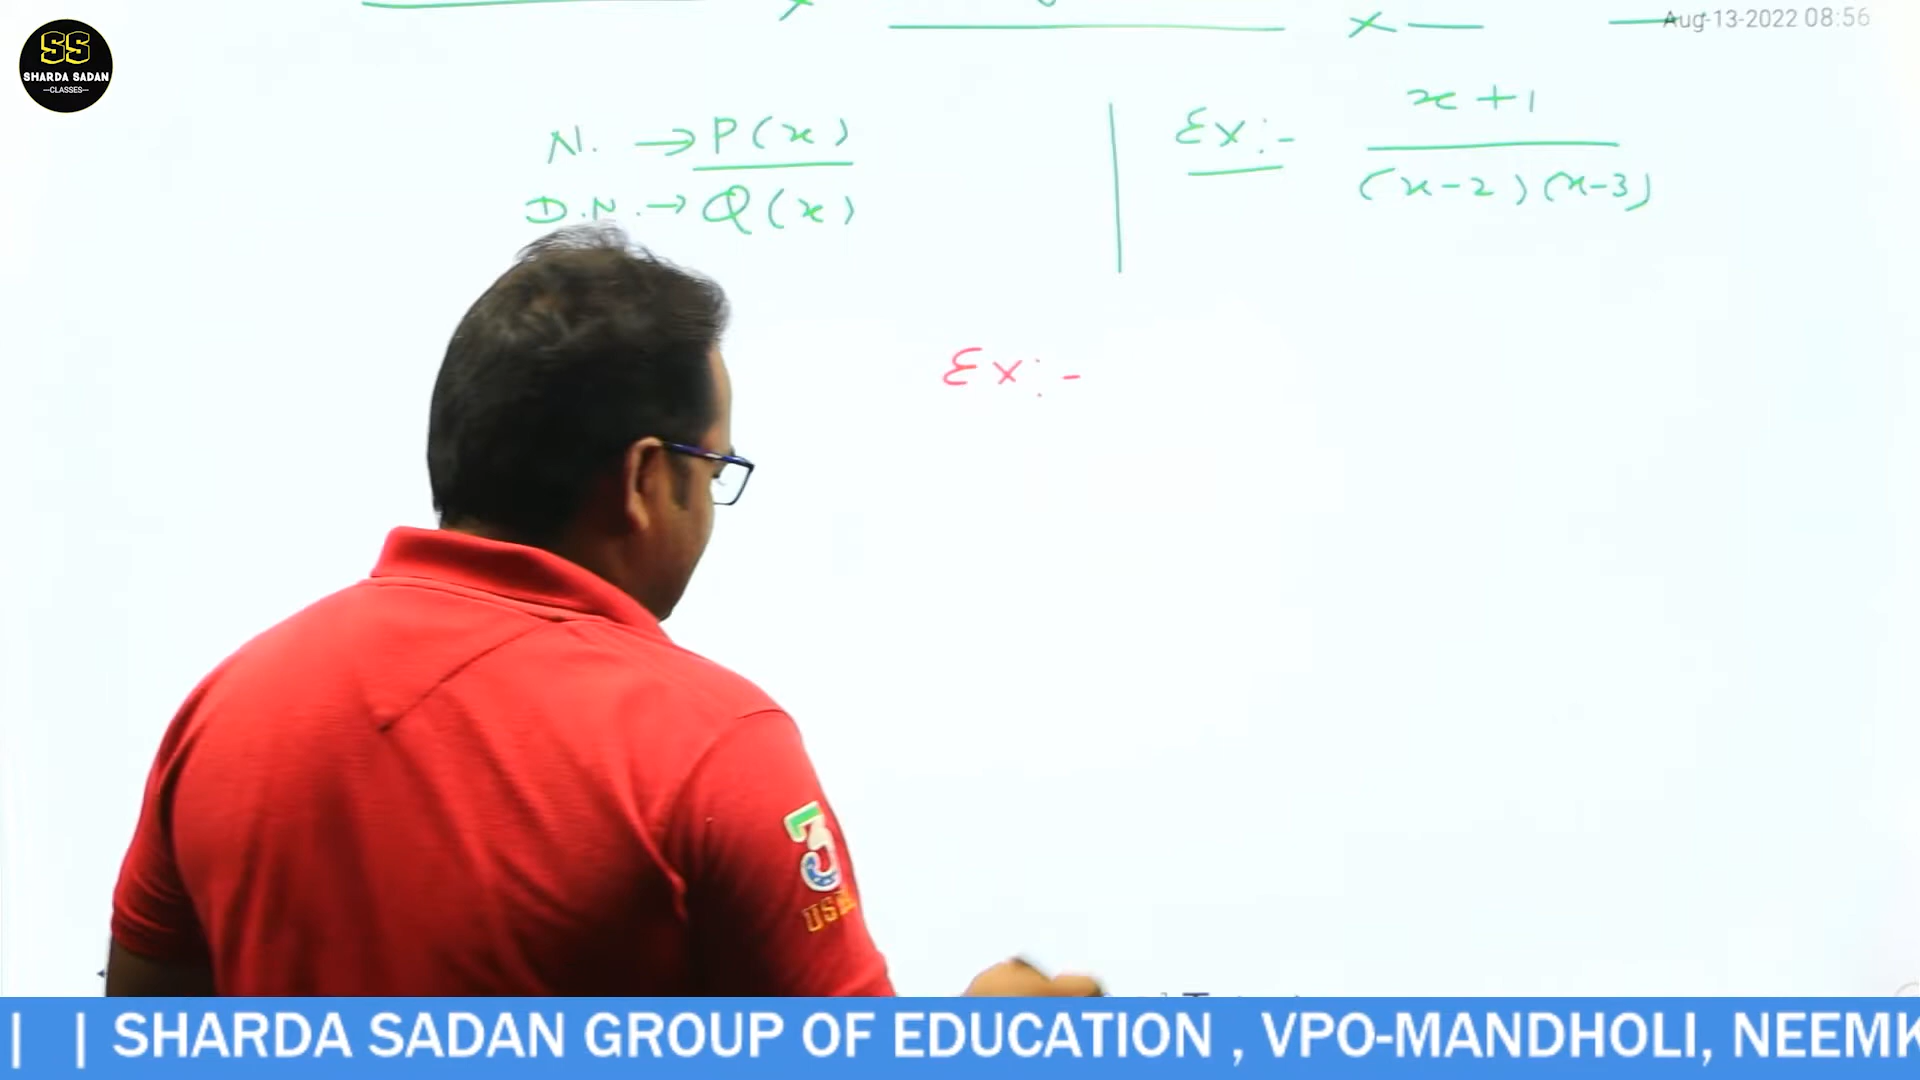 Aug-13-2022 08:56
SS
SHARDA SADAN
---CLASSES---
N. → P(x)
D.N. → Q(x)
Ex:- x+1
(x-2)(x-3)
Ex:-
3
| | SHARDA SADAN GROUP OF EDUCATION , VPO-MANDHOLI, NEEMK